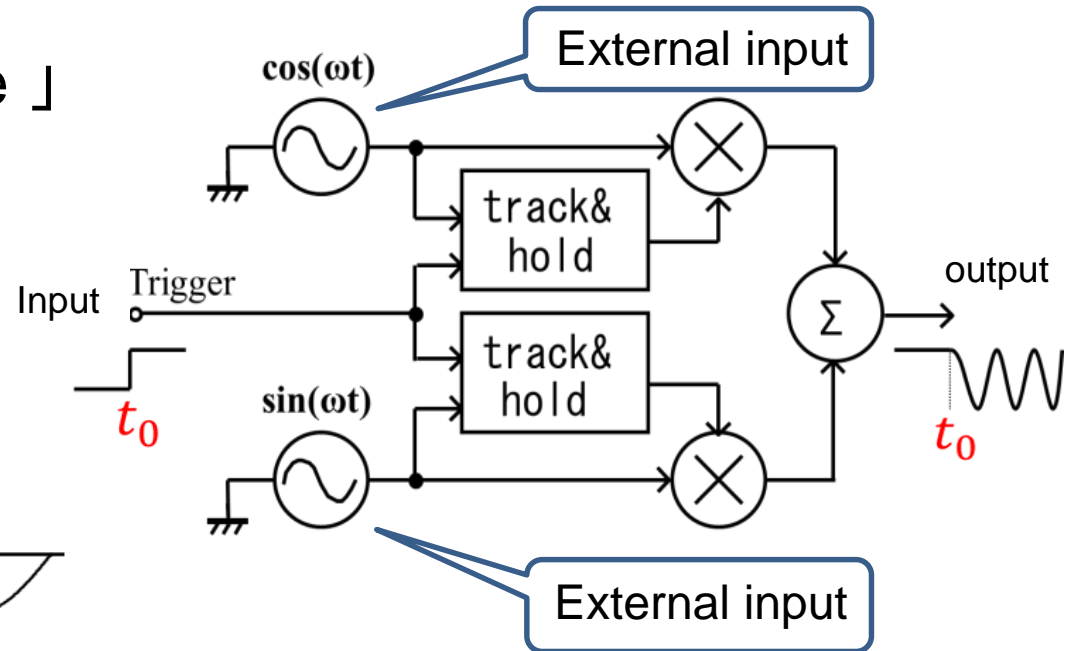 e 」
External input
cos(ωt)
track&
hold
Input
Trigger
output
Σ
t₀
track&
hold
sin(ωt)
t₀
External input